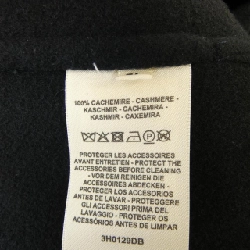 100% CACHEMIRE - CASHMERE -
KASCHMIR - CACHEMIRA -
KASHMIR - CAXEMIRA
PROTEGER LES ACCESSOIRES
AVANT ENTRETIEN - PROTECT THE
ACCESSORIES BEFORE CLEANING
- VOR DEM REINIGEN DIE
ACCESSOIRES ABDECKEN -
PROTEGER LOS ACCESORIOS
ANTES DE LAVAR - PROTEGGERE
GLI ACCESSORI PRIMA DEL
LAVAGGIO - PROTEGER OS
ACESSÓRIOS ANTES DE LIMPAR
3H0129DB